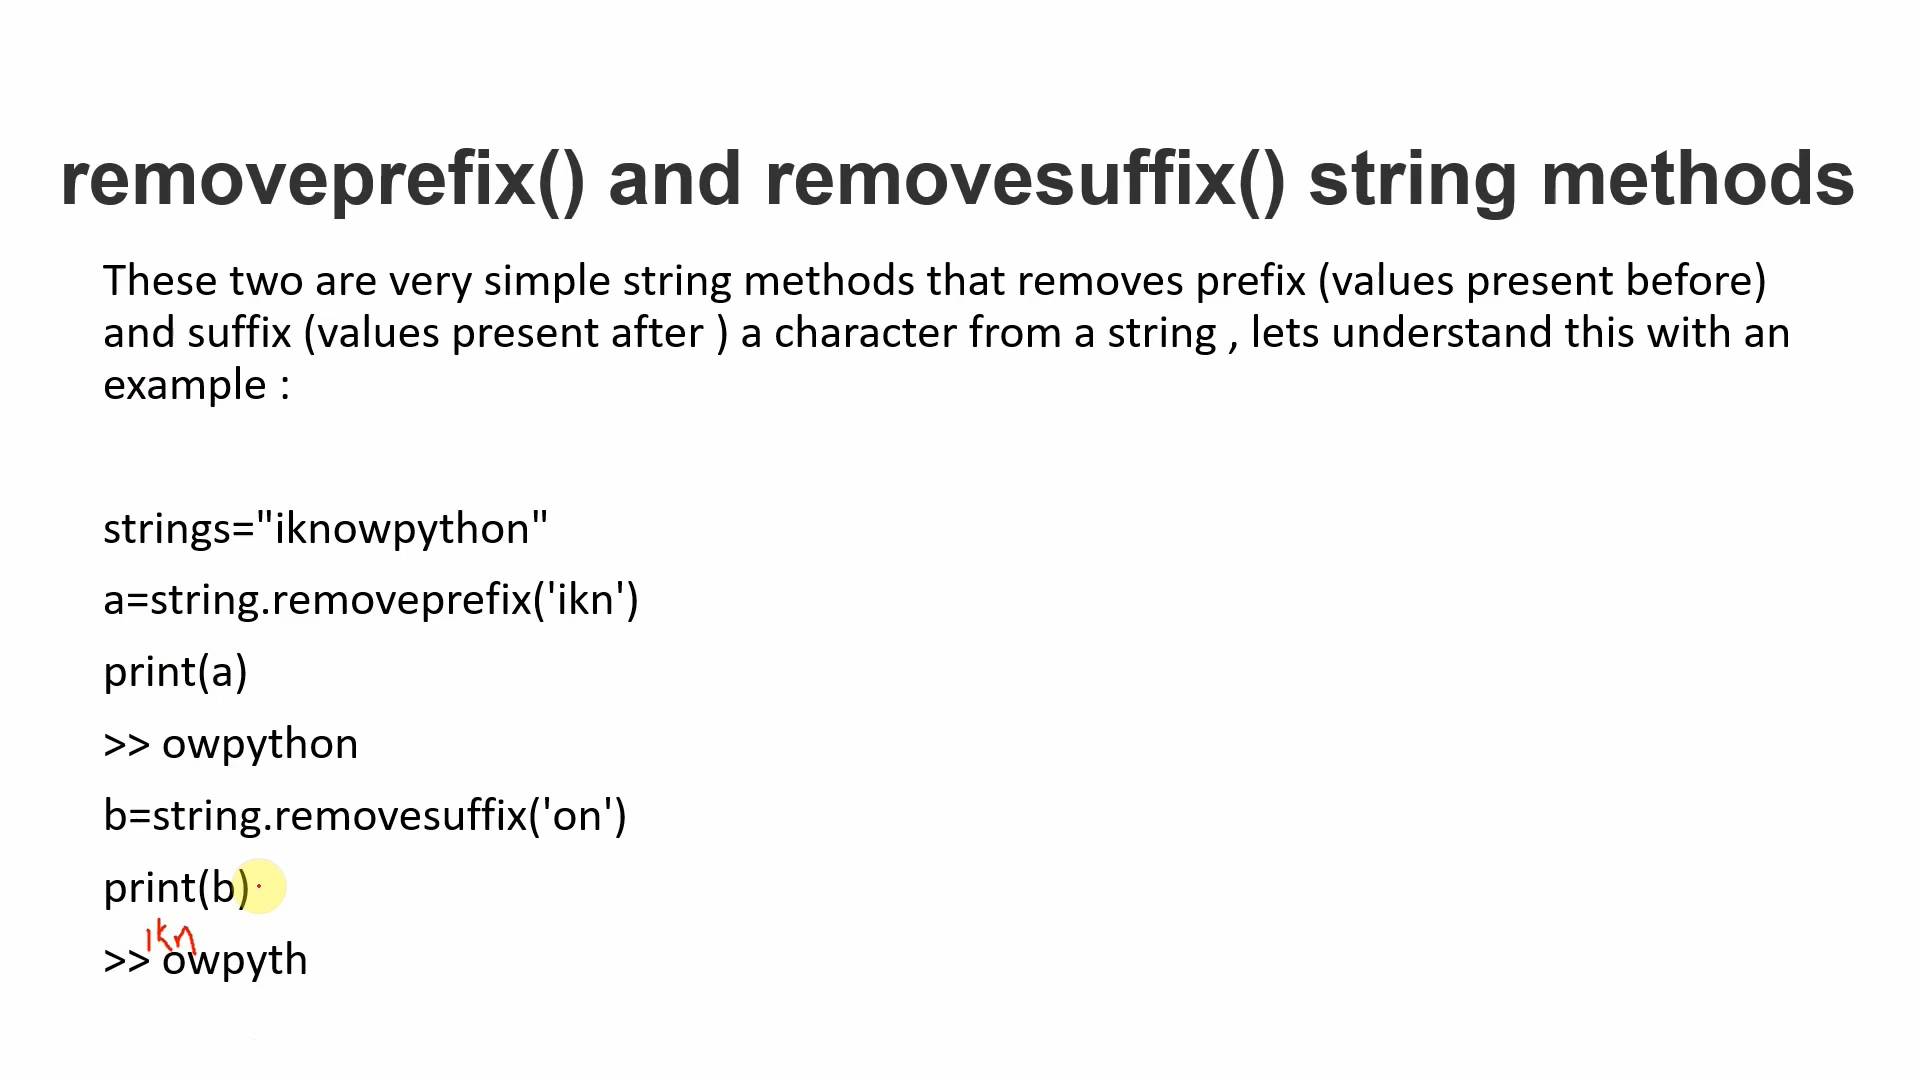 removeprefix() and removesuffix() string methods
These two are very simple string methods that removes prefix (values present before)
and suffix (values present after ) a character from a string , lets understand this with an
example :
strings="iknowpython"
a=string.removeprefix('ikn')
print(a)
>> owpython
b=string.removesuffix('on')
print(b)
ikn
>> owpyth